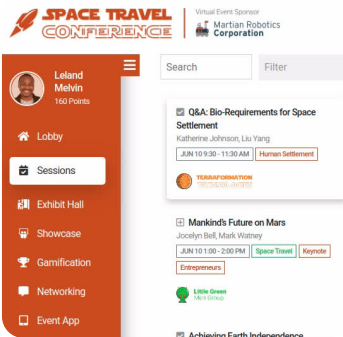 SPACE TRAVEL
CONFERENCE
Virtual Event Sponsor
Martian Robotics
Corporation
Leland
Melvin
160 Points
Lobby
Sessions
Exhibit Hall
Showcase
Gamification
Networking
Event App
Search
Filter
Q&A: Bio-Requirements for Space
Settlement
Katherine Johnson, Liu Yang
JUN 10 9:30 - 11:30 AM
Human Settlement
TERRAFORMATION
Mankind's Future on Mars
Jocelyn Bell, Mark Watney
JUN 10 1:00 - 2:00 PM
Space Travel
Keynote
Entrepreneurs
Little Green
Men Group
Achieving Earth Independence